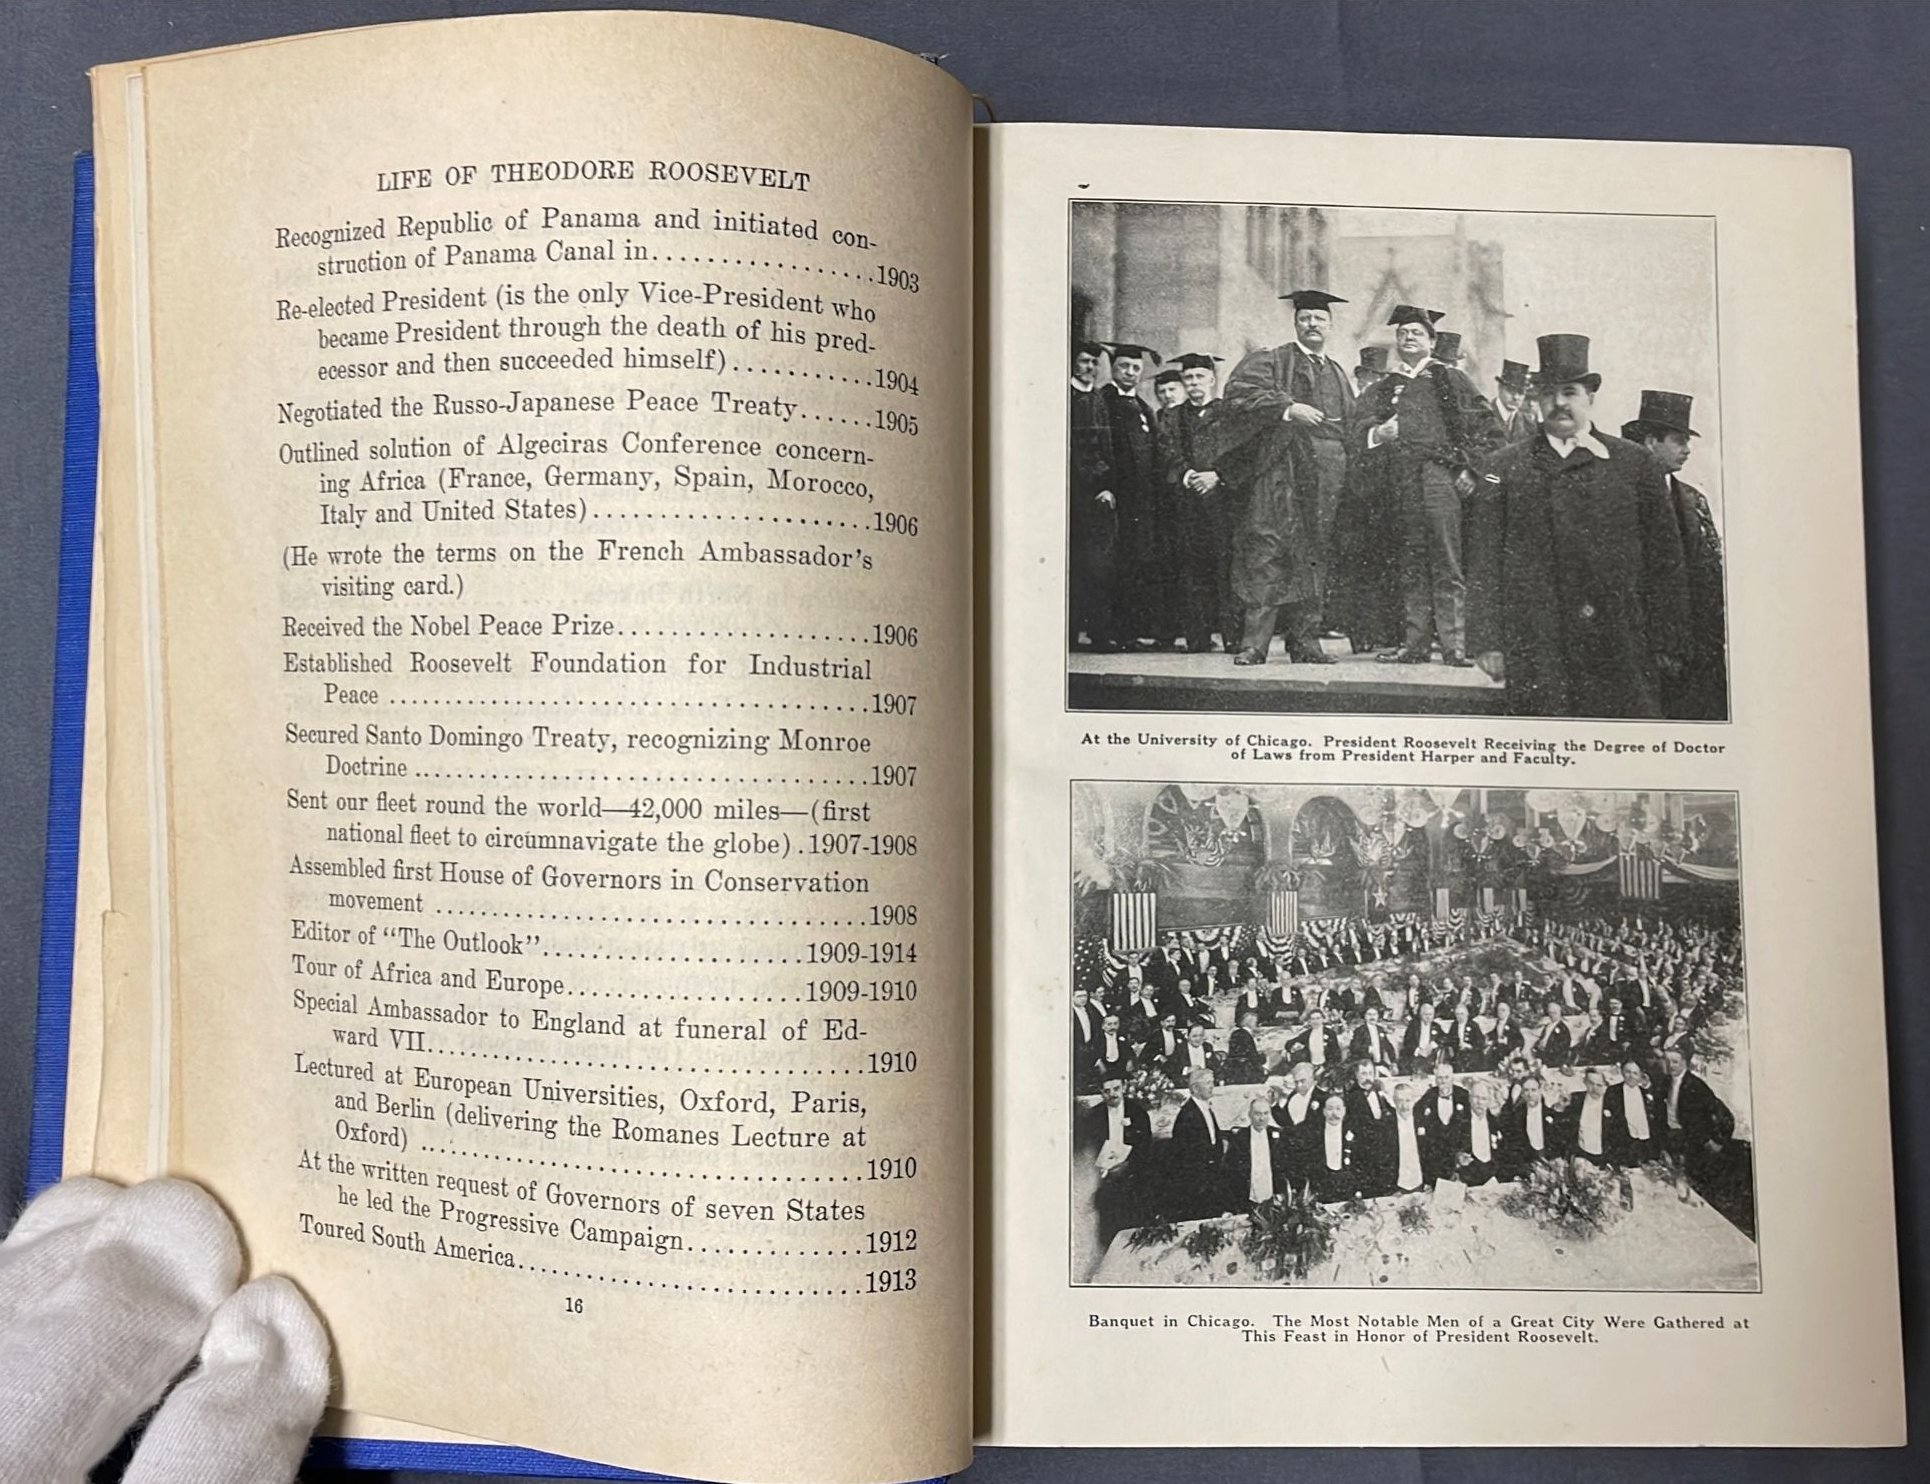 LIFE OF THEODORE ROOSEVELT
Recognized Republic of Panama and initiated con-
struction of Panama Canal in..................1903
Re-elected President (is the only Vice-President who
became President through the death of his pred-
ecessor and then succeeded himself)...........1904
Negotiated the Russo-Japanese Peace Treaty......1905
Outlined solution of Algeciras Conference concern-
ing Africa (France, Germany, Spain, Morocco,
Italy and United States)......................1906
(He wrote the terms on the French Ambassador's
visiting card.)
Received the Nobel Peace Prize....................1906
Established Roosevelt Foundation for Industrial
Peace .......................................1907
Secured Santo Domingo Treaty, recognizing Monroe
Doctrine .....................................1907
Sent our fleet round the world—42,000 miles—(first
national fleet to circumnavigate the globe).1907-1908
Assembled first House of Governors in Conservation
movement ...................................1908
Editor of "The Outlook"......................1909-1914
Tour of Africa and Europe....................1909-1910
Special Ambassador to England at funeral of Ed-
ward VII.....................................1910
Lectured at European Universities, Oxford, Paris,
and Berlin (delivering the Romanes Lecture at
Oxford) .....................................1910
At the written request of Governors of seven States
he led the Progressive Campaign...............1912
Toured South America.............................1913
16
At the University of Chicago. President Roosevelt Receiving the Degree of Doctor
of Laws from President Harper and Faculty.
Banquet in Chicago. The Most Notable Men of a Great City Were Gathered at
This Feast in Honor of President Roosevelt.